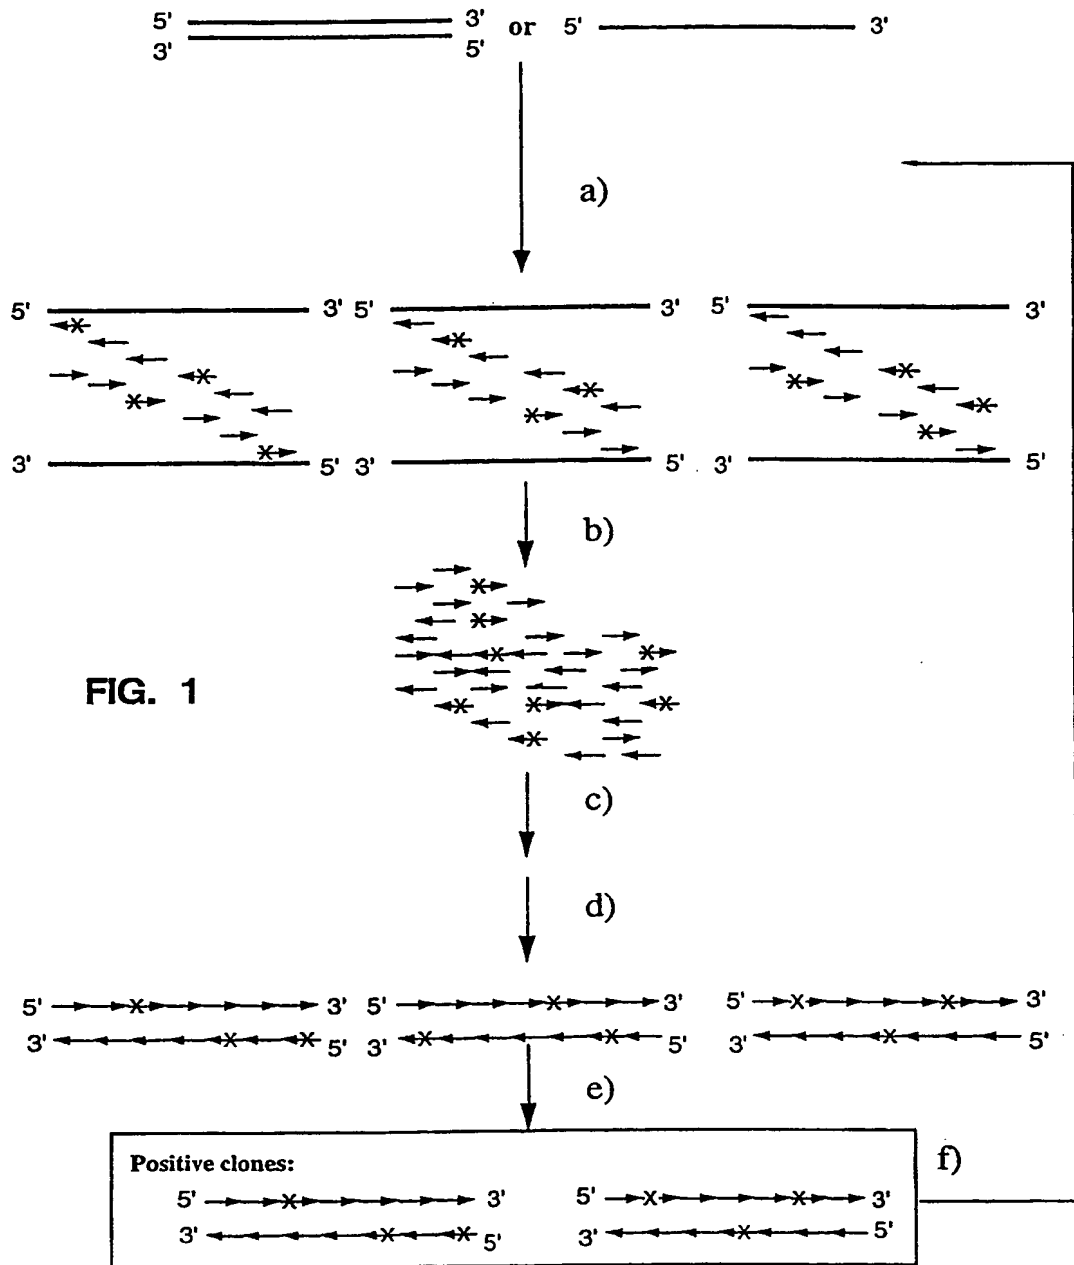 5' 3' or 5' 3'
3' 5'
a)
5' 3' 5' 3' 5' 3'
3' 5' 3' 5' 3' 5'
b)
FIG. 1
c)
d)
5' 3' 5' 3' 5' 3'
3' 5' 3' 5' 3' 5'
e)
Positive clones:
f)
5' 3' 5' 3'
3' 5' 3' 5'